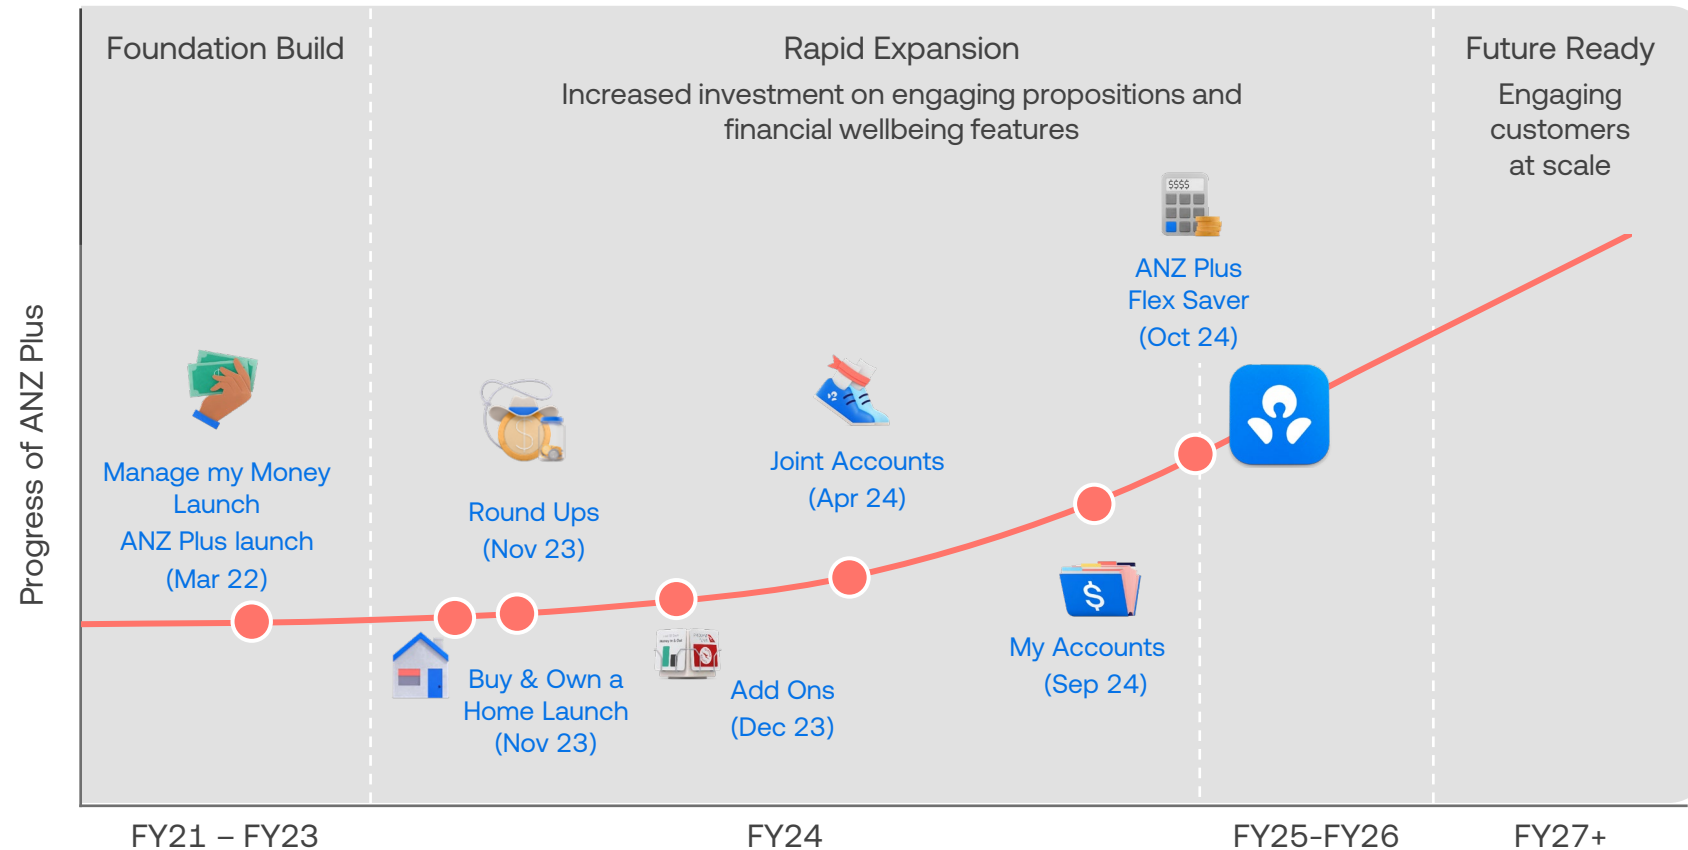 Foundation Build
Rapid Expansion
Increased investment on engaging propositions and
financial wellbeing features
Future Ready
Engaging
customers
at scale
Progress of ANZ Plus
Manage my Money
Launch
ANZ Plus launch
(Mar 22)
Round Ups
(Nov 23)
Buy & Own a
Home Launch
(Nov 23)
Add Ons
(Dec 23)
Joint Accounts
(Apr 24)
$
My Accounts
(Sep 24)
$$$$
ANZ Plus
Flex Saver
(Oct 24)
FY21 – FY23
FY24
FY25-FY26
FY27+